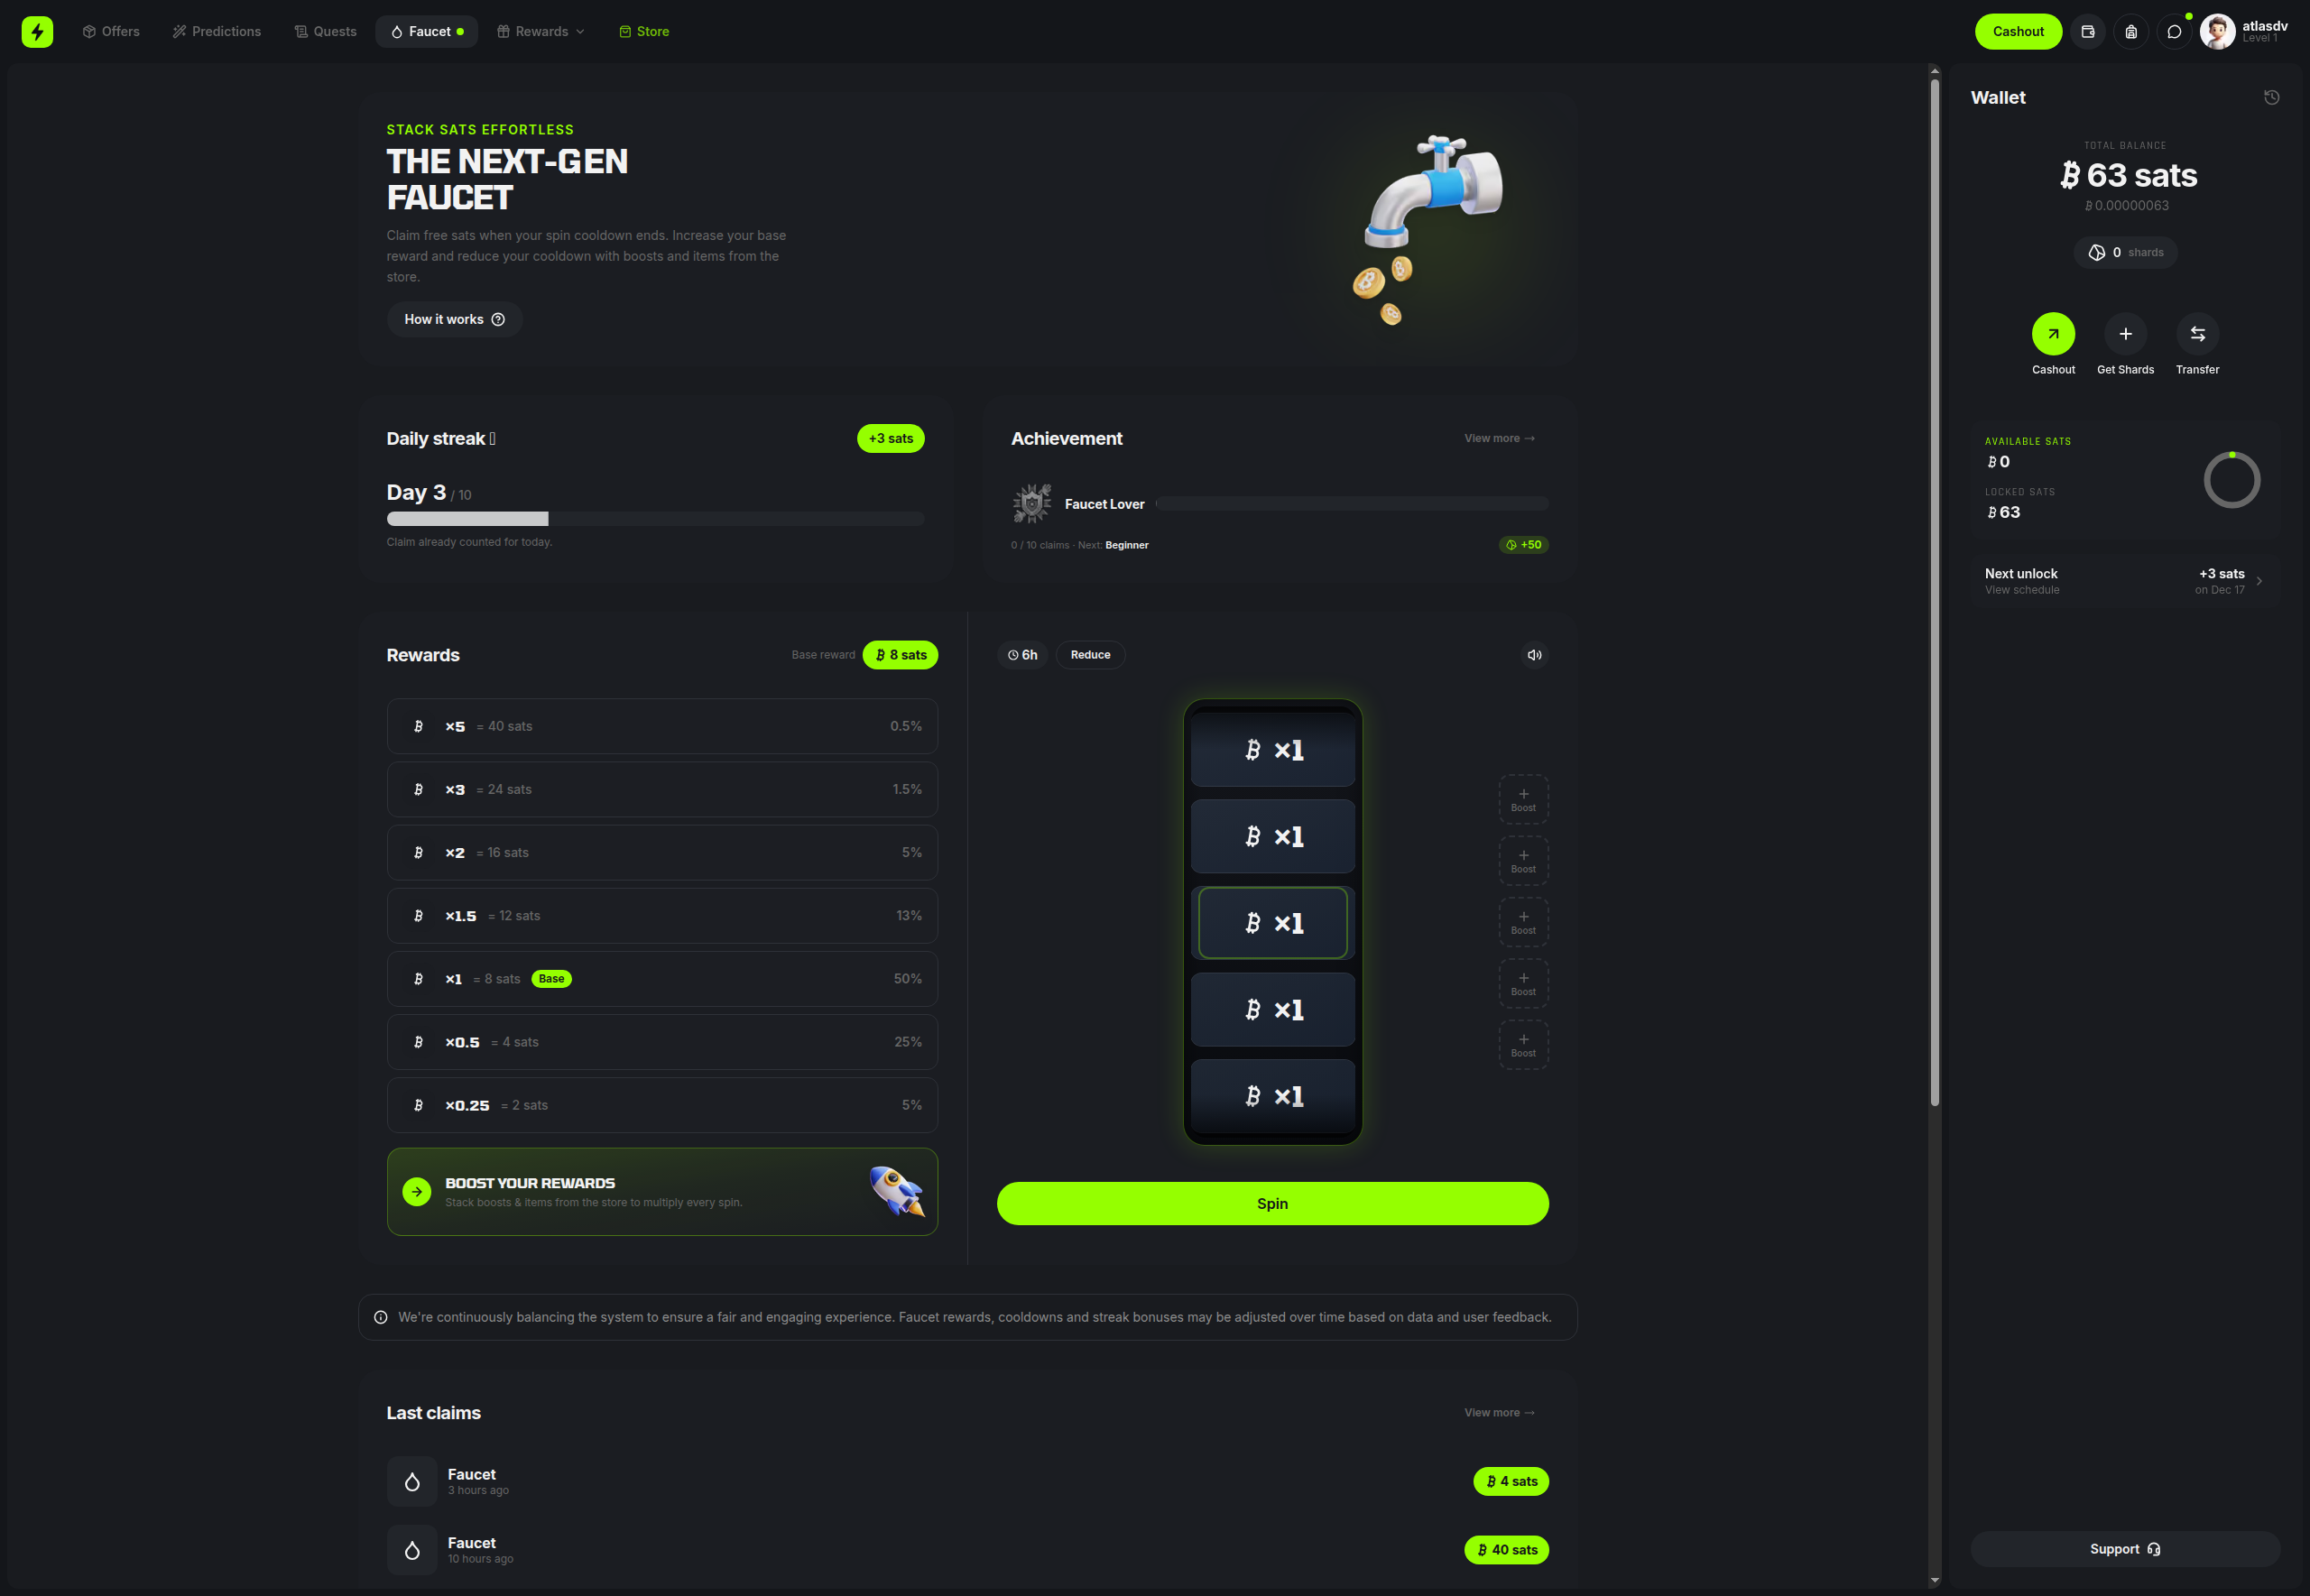 Offers
Predictions
Quests
Faucet
Rewards
Store
Cashout
atlasdv
Level 1
STACK SATS EFFORTLESS
THE NEXT-GEN
FAUCET
Claim free sats when your spin cooldown ends. Increase your base
reward and reduce your cooldown with boosts and items from the
store.
How it works
Daily streak
+3 sats
Day 3 / 10
Claim already counted for today.
Achievement
View more →
Faucet Lover
0 / 10 claims · Next: Beginner
+50
Rewards
Base reward
₿ 8 sats
₿ ×5 = 40 sats 0.5%
₿ ×3 = 24 sats 1.5%
₿ ×2 = 16 sats 5%
₿ ×1.5 = 12 sats 13%
₿ ×1 = 8 sats Base 50%
₿ ×0.5 = 4 sats 25%
₿ ×0.25 = 2 sats 5%
BOOST YOUR REWARDS
Stack boosts & items from the store to multiply every spin.
6h
Reduce
₿ ×1
₿ ×1
₿ ×1
₿ ×1
₿ ×1
+
Boost
+
Boost
+
Boost
+
Boost
+
Boost
Spin
We're continuously balancing the system to ensure a fair and engaging experience. Faucet rewards, cooldowns and streak bonuses may be adjusted over time based on data and user feedback.
Last claims
View more →
Faucet
3 hours ago
₿ 4 sats
Faucet
10 hours ago
₿ 40 sats
Wallet
TOTAL BALANCE
₿ 63 sats
₿ 0.00000063
0 shards
Cashout
Get Shards
Transfer
AVAILABLE SATS
₿ 0
LOCKED SATS
₿ 63
Next unlock
View schedule
+3 sats
on Dec 17
Support